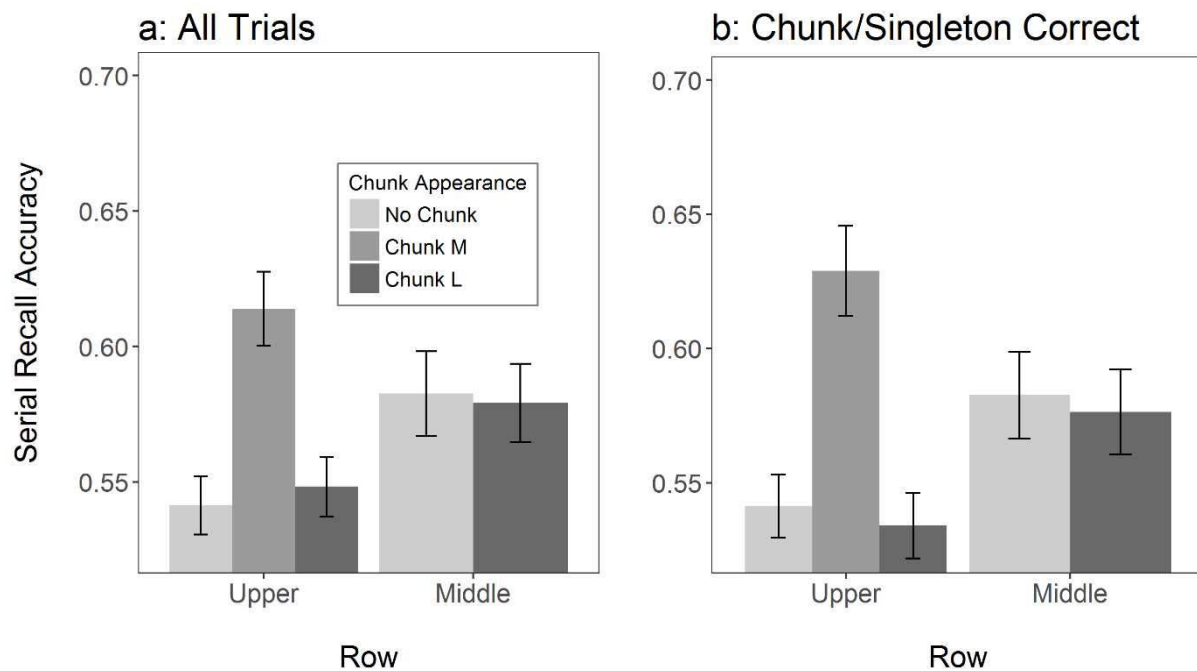 a: All Trials
0.70
0.65
0.60
0.55
Serial Recall Accuracy
Chunk Appearance
No Chunk
Chunk M
Chunk L
Upper Middle
Row
b: Chunk/Singleton Correct
0.70
0.65
0.60
0.55
Upper Middle
Row